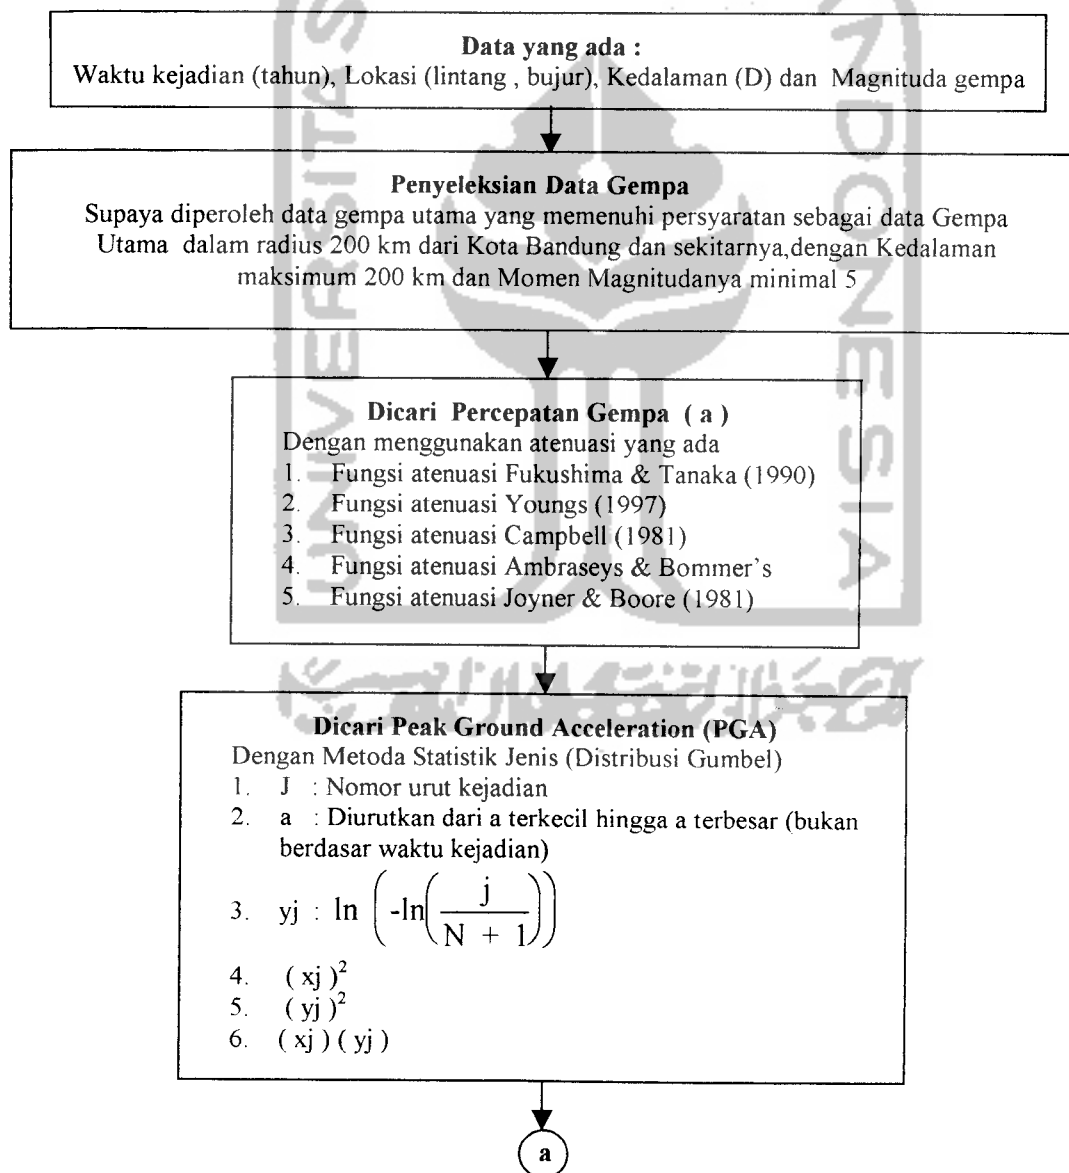 Data yang ada :
Waktu kejadian (tahun), Lokasi (lintang , bujur), Kedalaman (D) dan Magnituda gempa
Penyeleksian Data Gempa
Supaya diperoleh data gempa utama yang memenuhi persyaratan sebagai data Gempa
Utama dalam radius 200 km dari Kota Bandung dan sekitarnya,dengan Kedalaman
maksimum 200 km dan Momen Magnitudanya minimal 5
Dicari Percepatan Gempa ( a )
Dengan menggunakan atenuasi yang ada
1. Fungsi atenuasi Fukushima & Tanaka (1990)
2. Fungsi atenuasi Youngs (1997)
3. Fungsi atenuasi Campbell (1981)
4. Fungsi atenuasi Ambraseys & Bommer's
5. Fungsi atenuasi Joyner & Boore (1981)
Dicari Peak Ground Acceleration (PGA)
Dengan Metoda Statistik Jenis (Distribusi Gumbel)
1. J : Nomor urut kejadian
2. a : Diurutkan dari a terkecil hingga a terbesar (bukan
berdasar waktu kejadian)
3. yj : ln (-ln(j / (N + 1)))
4. ( xj )²
5. ( yj )²
6. ( xj ) ( yj )
a
UNIVERSITAS
INDONESIA